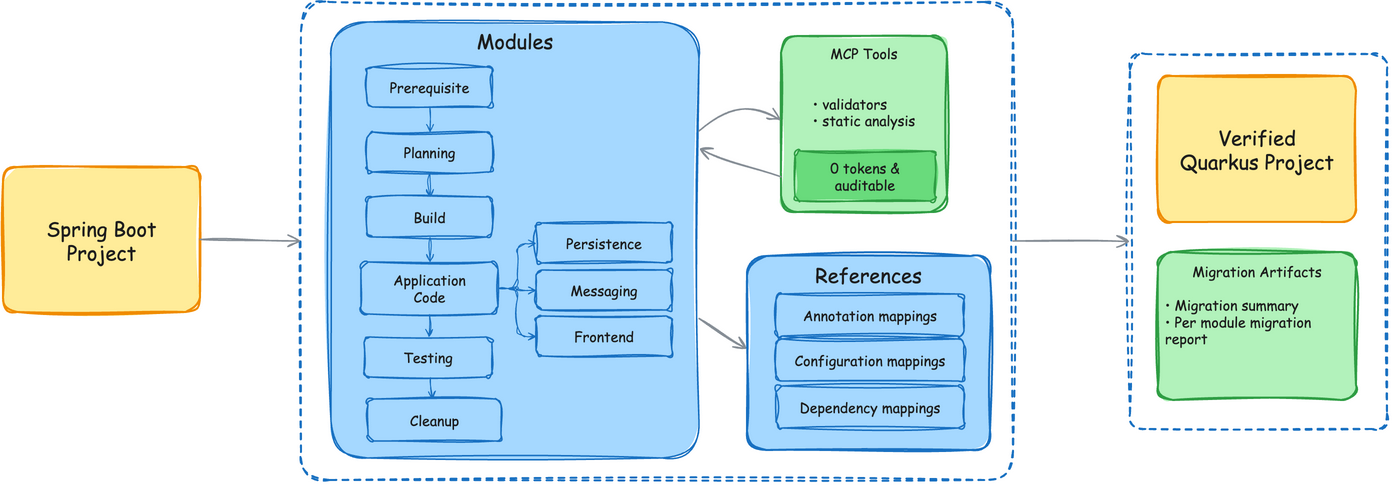 Spring Boot
Project
Modules
Prerequisite
Planning
Build
Application
Code
Persistence
Messaging
Frontend
Testing
Cleanup
MCP Tools
• validators
• static analysis
0 tokens &
auditable
References
Annotation mappings
Configuration mappings
Dependency mappings
Verified
Quarkus Project
Migration Artifacts
• Migration summary
• Per module migration
report